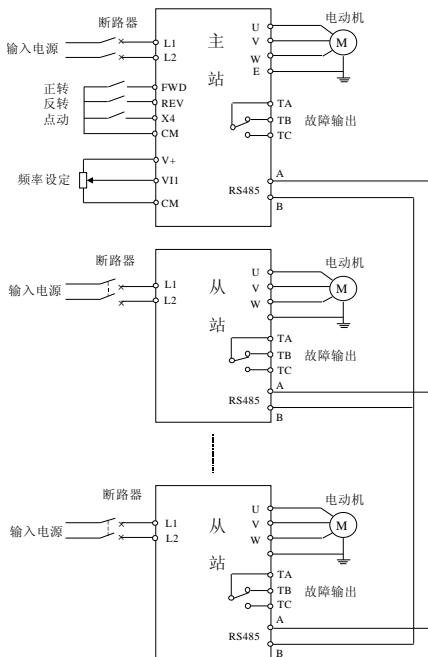 断路器
输入电源
L1
L2
正转
反转
点动
FWD
REV
X4
CM
频率设定
V+
VI1
CM
主
站
U
V
W
E
电动机
M
TA
TB
TC
故障输出
RS485
A
B
断路器
输入电源
L1
L2
从
站
U
V
W
电动机
M
TA
TB
TC
故障输出
RS485
A
B
断路器
输入电源
L1
L2
从
站
U
V
W
电动机
M
TA
TB
TC
故障输出
RS485
A
B